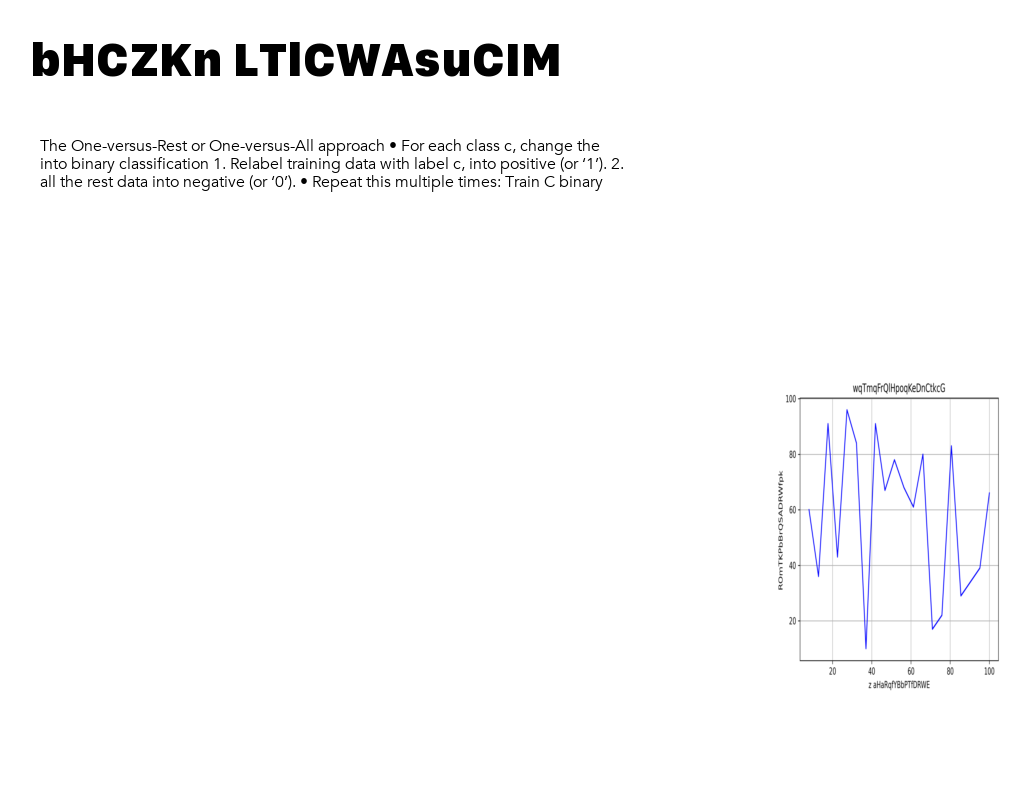 bHCZKn LTlCWAsuCIM
The One-versus-Rest or One-versus-All approach • For each class c, change the
into binary classification 1. Relabel training data with label c, into positive (or ‘1’). 2.
all the rest data into negative (or ‘0’). • Repeat this multiple times: Train C binary
wqTmqFrQlHpoqKeDnCtkcG
100
80
60
40
20
ROmTKPbBrQSADRWfpk
20 40 60 80 100
z aHaRqfYBbPTfDRWE